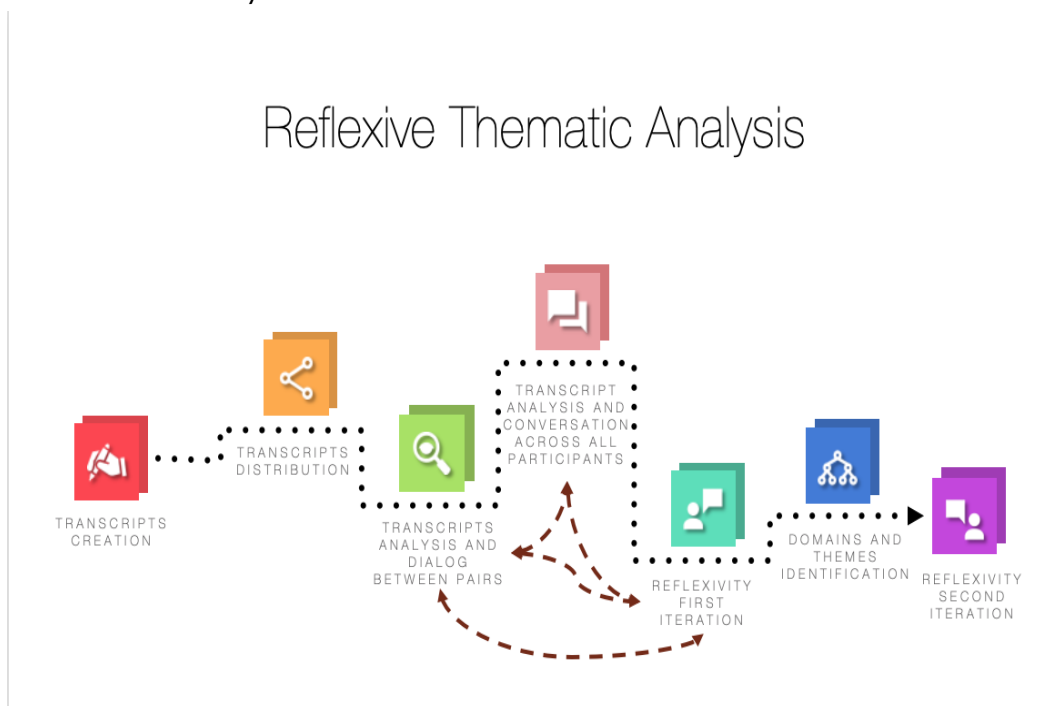 Reflexive Thematic Analysis
TRANSCRIPTS
CREATION
TRANSCRIPTS
DISTRIBUTION
TRANSCRIPTS
ANALYSIS AND
DIALOG
BETWEEN PAIRS
TRANSCRIPT
ANALYSIS AND
CONVERSATION
ACROSS ALL
PARTICIPANTS
REFLEXIVITY
FIRST
ITERATION
DOMAINS AND
THEMES
IDENTIFICATION
REFLEXIVITY
SECOND
ITERATION